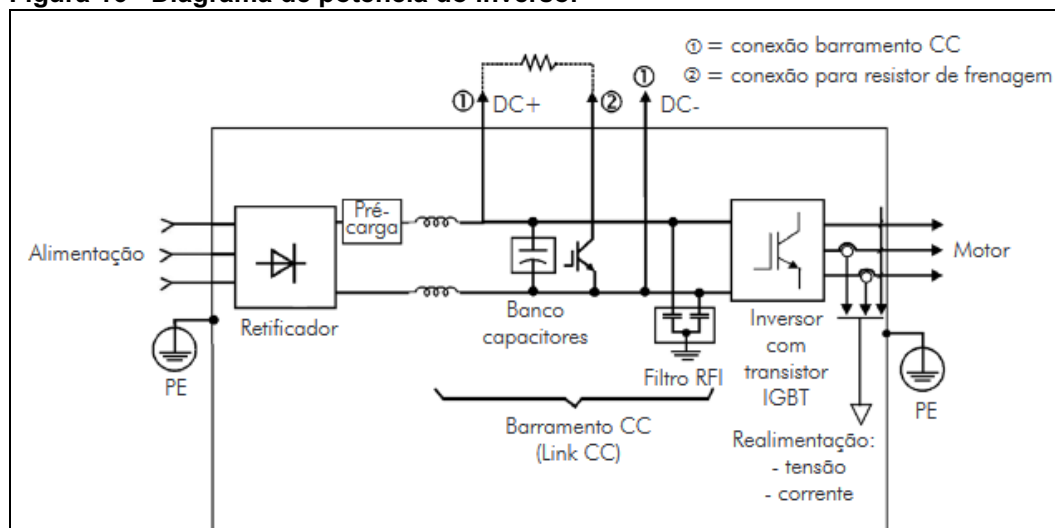 ① = conexão barramento CC
② = conexão para resistor de frenagem
①
①
DC+
②
DC-
Pré-
carga
Alimentação
Motor
Retificador
Banco
capacitores
Inversor
com
transistor
IGBT
Filtro RFI
PE
PE
Barramento CC
(Link CC)
Realimentação:
- tensão
- corrente